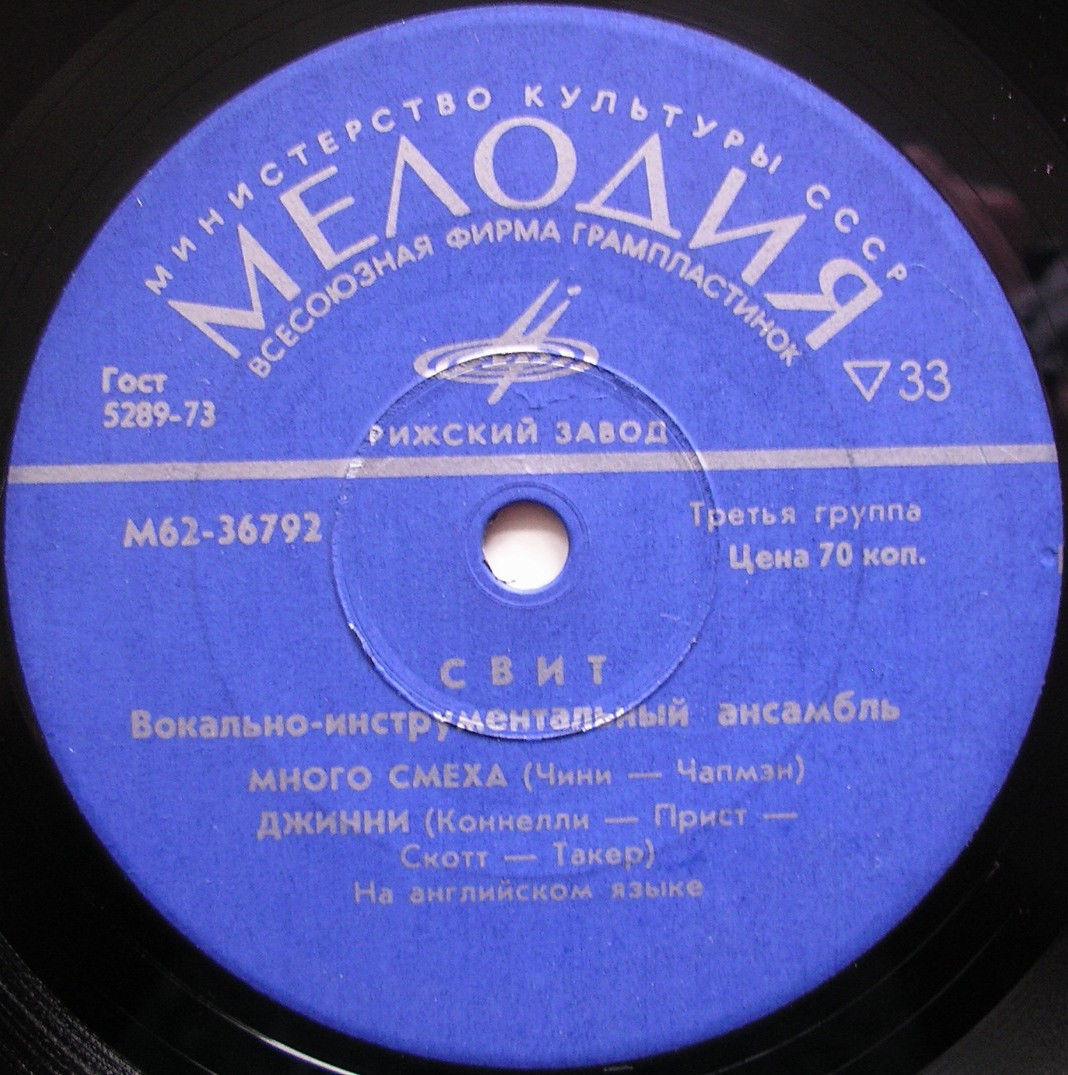 МИНИСТЕРСТВО КУЛЬТУРЫ СССР
МЕЛОДИЯ
ВСЕСОЮЗНАЯ ФИРМА ГРАМПЛАСТИНОК
Гост
5289-73
33
РИЖСКИЙ ЗАВОД
М62-36792
Третья группа
Цена 70 коп.
СВИТ
Вокально-инструментальный ансамбль
МНОГО СМЕХА (Чини — Чапмэн)
ДЖИННИ (Коннелли — Прист —
Скотт — Такер)
На английском языке